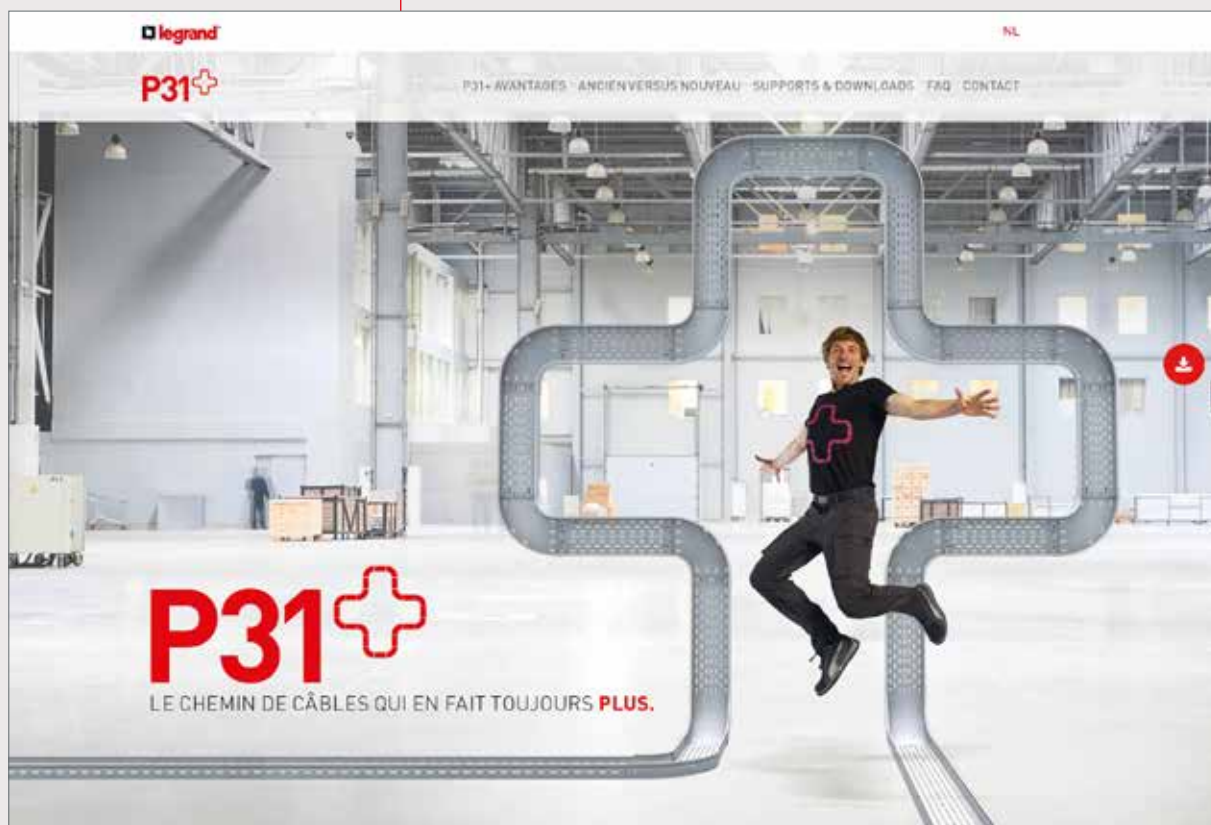 legrand
NL
P31+
P31+ AVANTAGES ANCIEN VERSUS NOUVEAU SUPPORTS & DOWNLOADS FAQ CONTACT
P31+
LE CHEMIN DE CÂBLES QUI EN FAIT TOUJOURS PLUS.